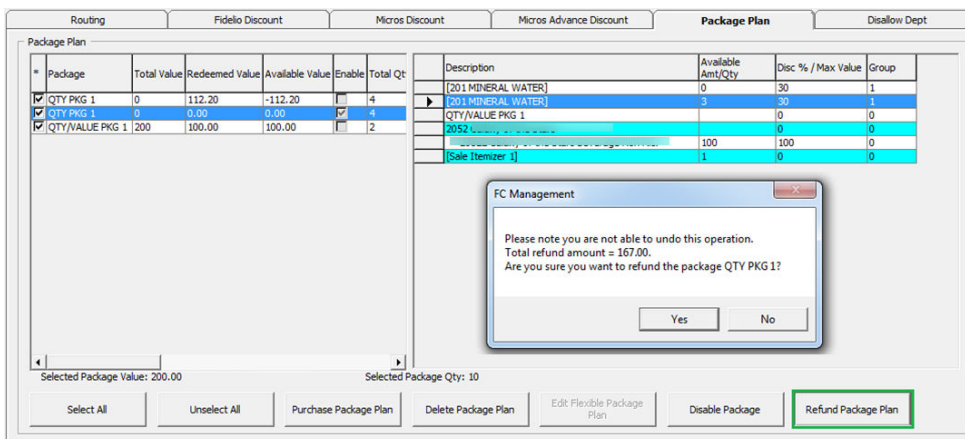 Routing Fidelio Discount Micros Discount Micros Advance Discount Package Plan Disallow Dept
Package Plan
* Package Total Value Redeemed Value Available Value Enable Total Qt
QTY PKG 1 0 112.20 -112.20 4
QTY PKG 1 0 0.00 0.00 4
QTY/VALUE PKG 1 200 100.00 100.00 2
Description Available Amt/Qty Disc % / Max Value Group
[201 MINERAL WATER] 0 30 1
[201 MINERAL WATER] 3 30 1
QTY/VALUE PKG 1 0 0
2052 0 0
100 100 0
[Sale Itemizer 1] 1 0 0
FC Management
Please note you are not able to undo this operation.
Total refund amount = 167.00.
Are you sure you want to refund the package QTY PKG 1?
Yes No
Selected Package Value: 200.00 Selected Package Qty: 10
Select All Unselect All Purchase Package Plan Delete Package Plan Edit Flexible Package Plan Disable Package Refund Package Plan